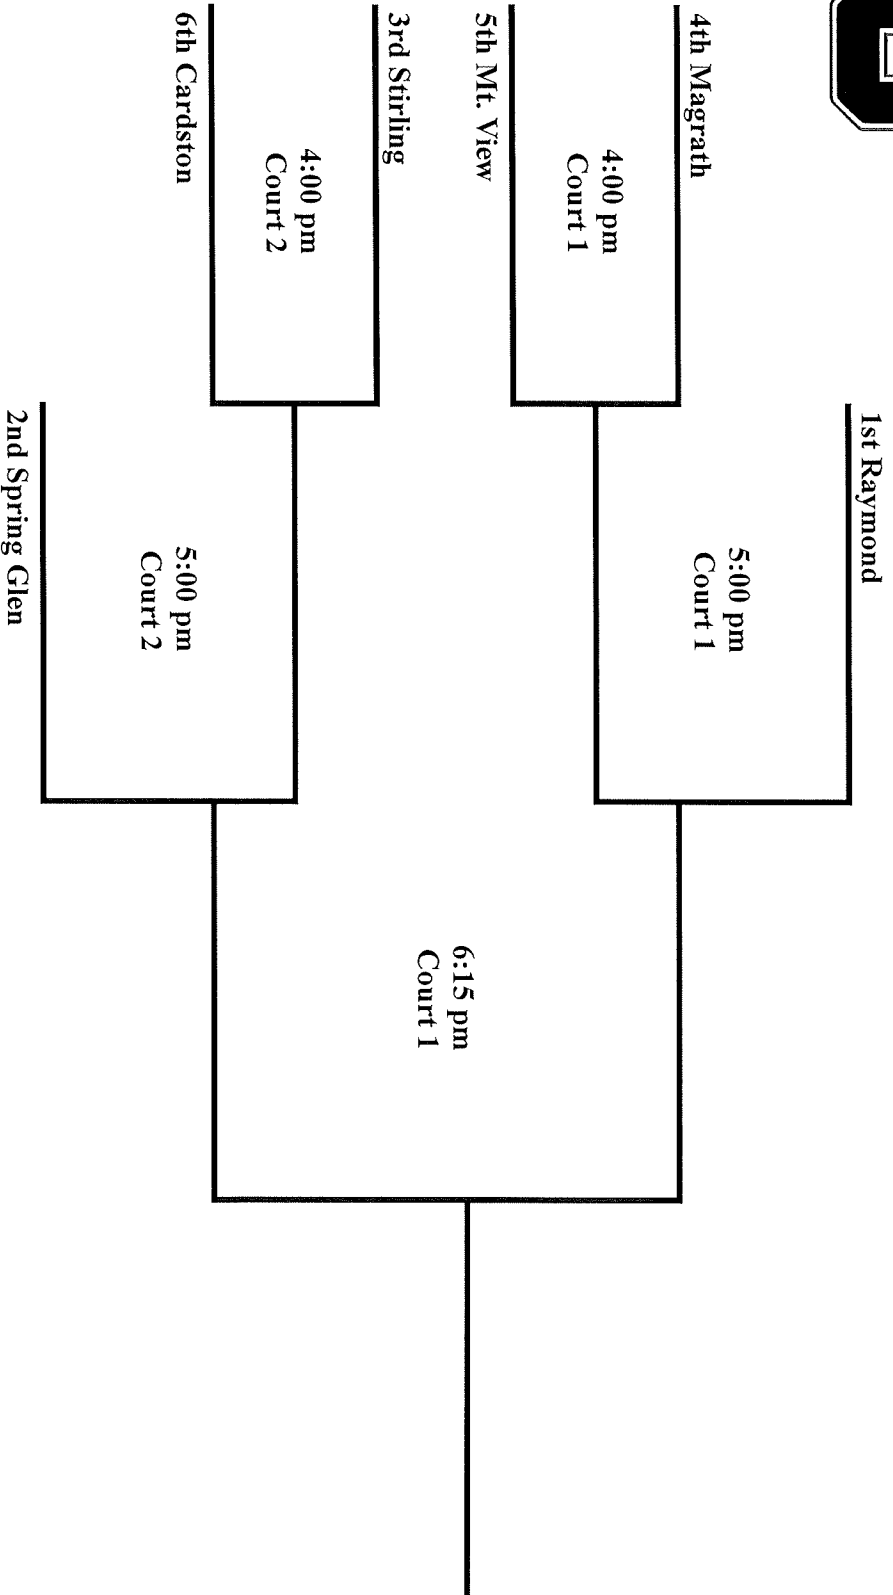 1st Raymond
4th Magrath
5:00 pm
Court 1
4:00 pm
Court 1
5th Mt. View
6:15 pm
Court 1
3rd Stirling
4:00 pm
Court 2
5:00 pm
Court 2
6th Cardston
2nd Spring Glen